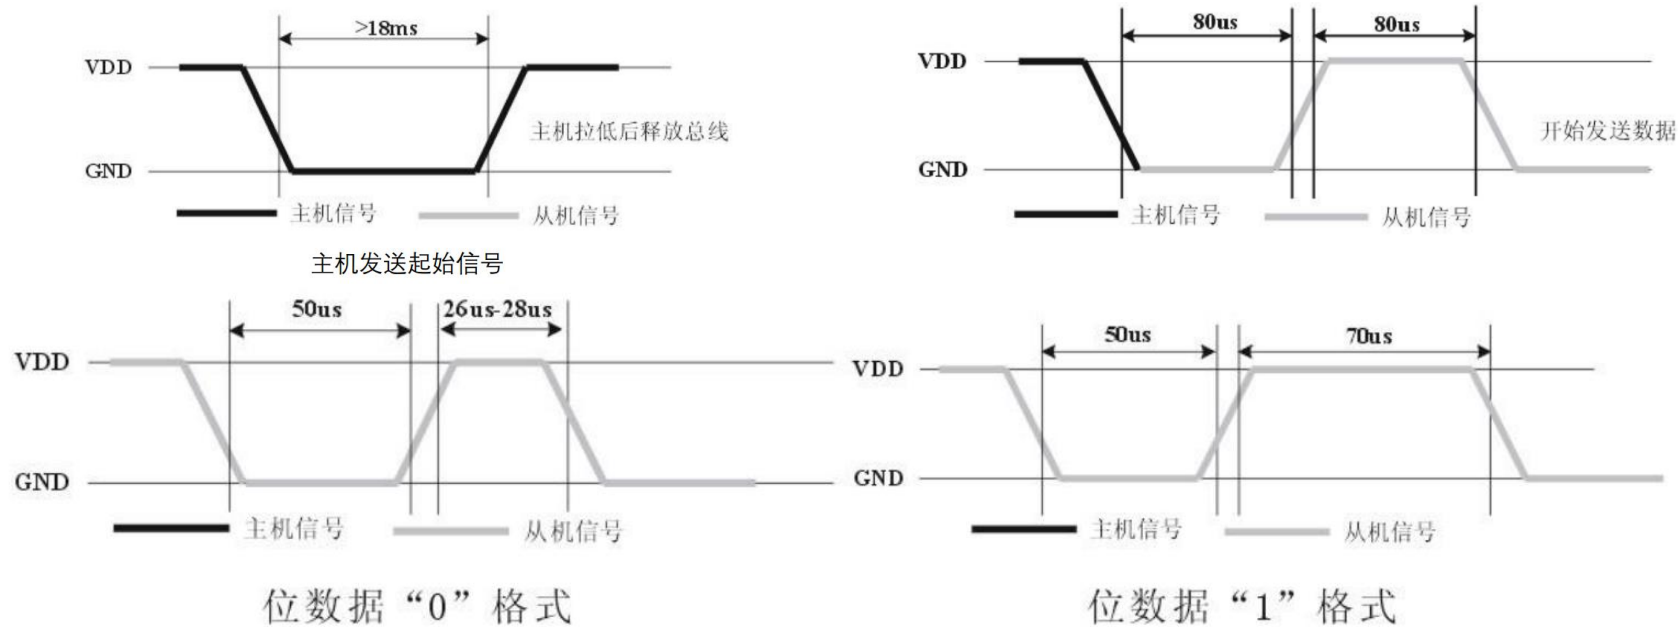 >18ms
VDD
主机拉低后释放总线
GND
主机信号 从机信号
主机发送起始信号
80us 80us
VDD
开始发送数据
GND
主机信号 从机信号
50us 26us-28us
VDD
GND
主机信号 从机信号
位数据“0”格式
50us 70us
VDD
GND
主机信号 从机信号
位数据“1”格式